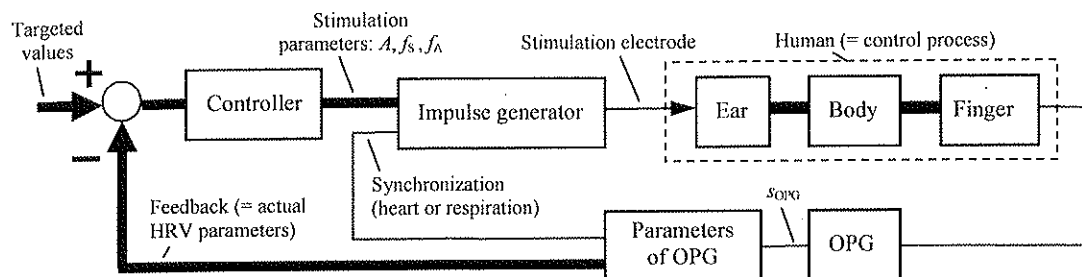 Targeted
values
+
−
Controller
Stimulation
parameters: A, fS , fA
Impulse generator
Stimulation electrode
Human (= control process)
Ear
Body
Finger
Synchronization
(heart or respiration)
Feedback (= actual
HRV parameters)
Parameters
of OPG
sOPG
OPG